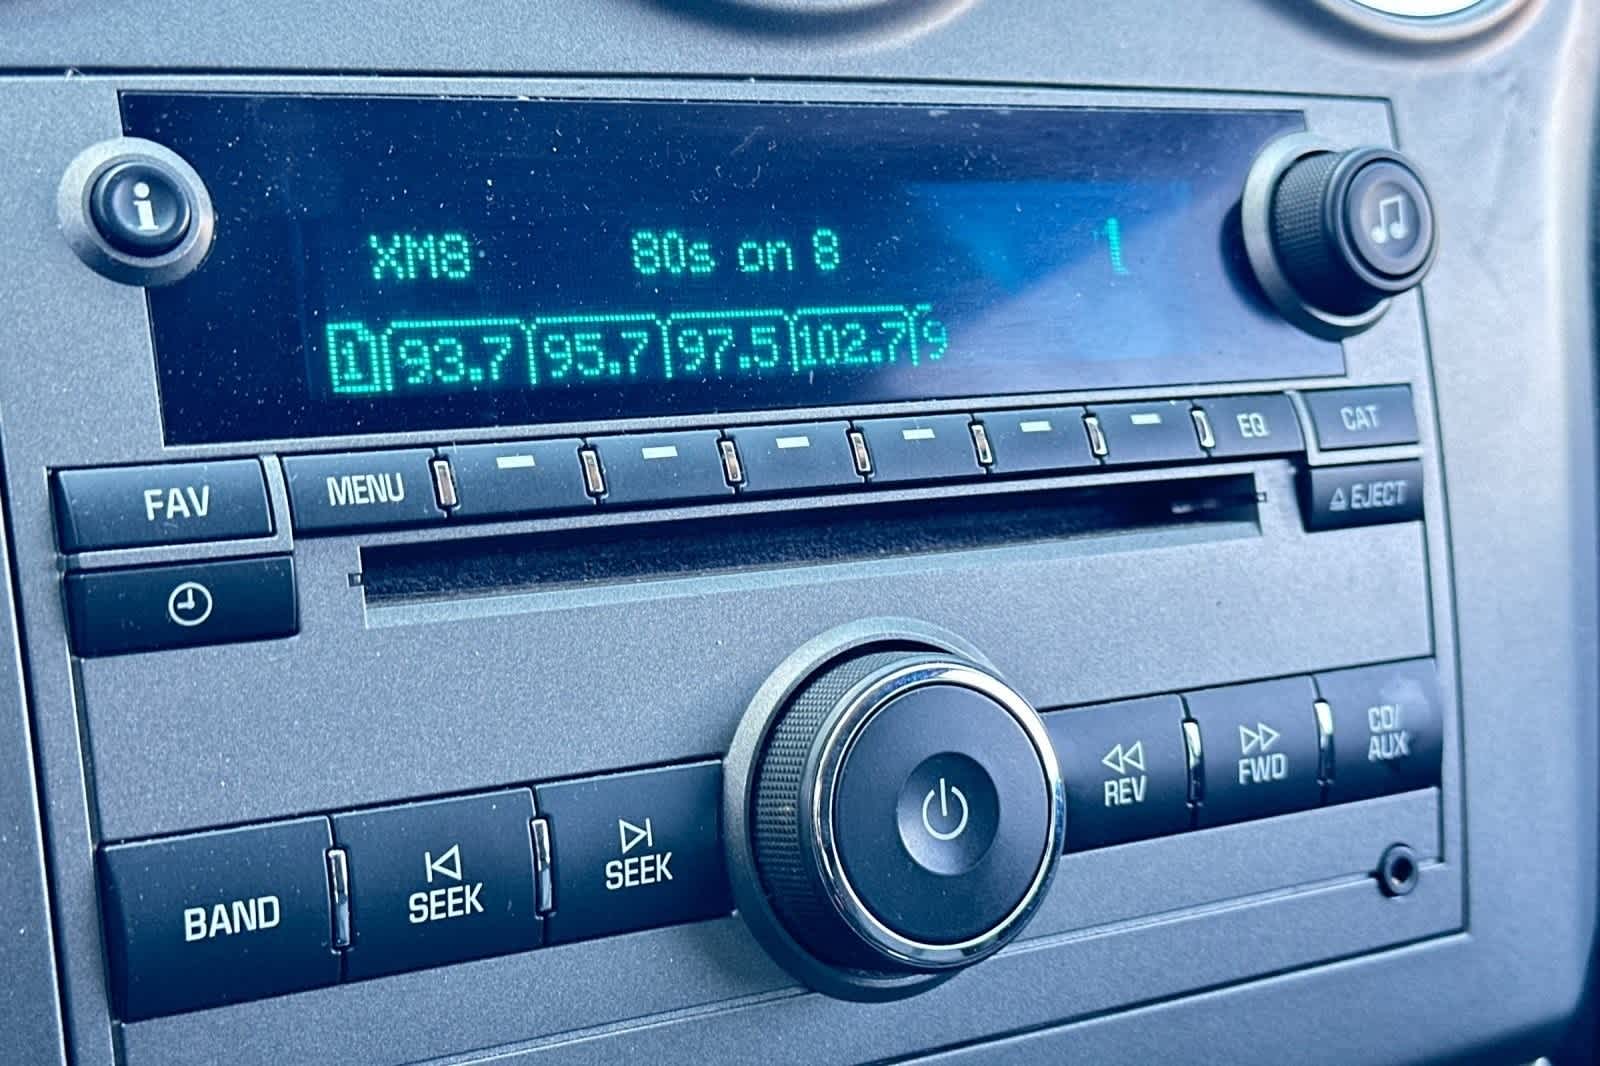 i
XM8 80s on 8 1
1 93.7 95.7 97.5 102.7 9
FAV MENU EQ CAT
EJECT
BAND SEEK SEEK REV FWD CD/
AUX